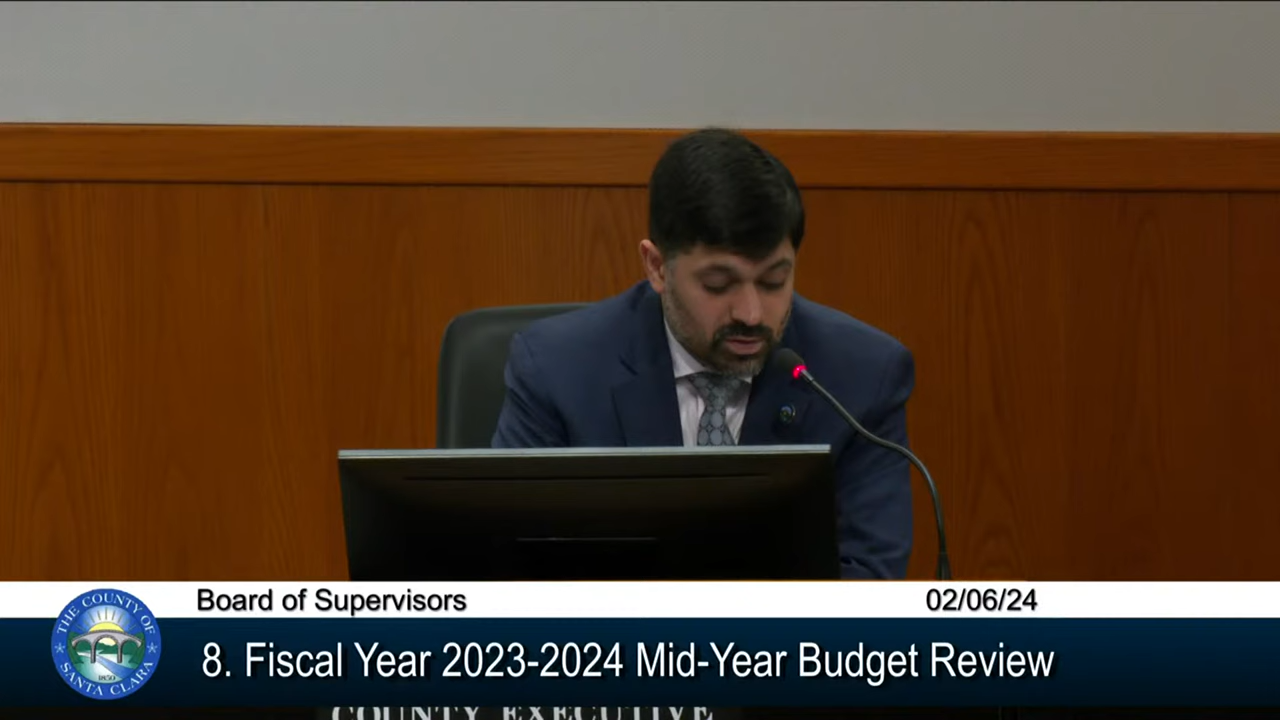 Board of Supervisors
02/06/24
THE COUNTY OF
SANTA CLARA
1850
8. Fiscal Year 2023-2024 Mid-Year Budget Review
COUNTY EXECUTIVE